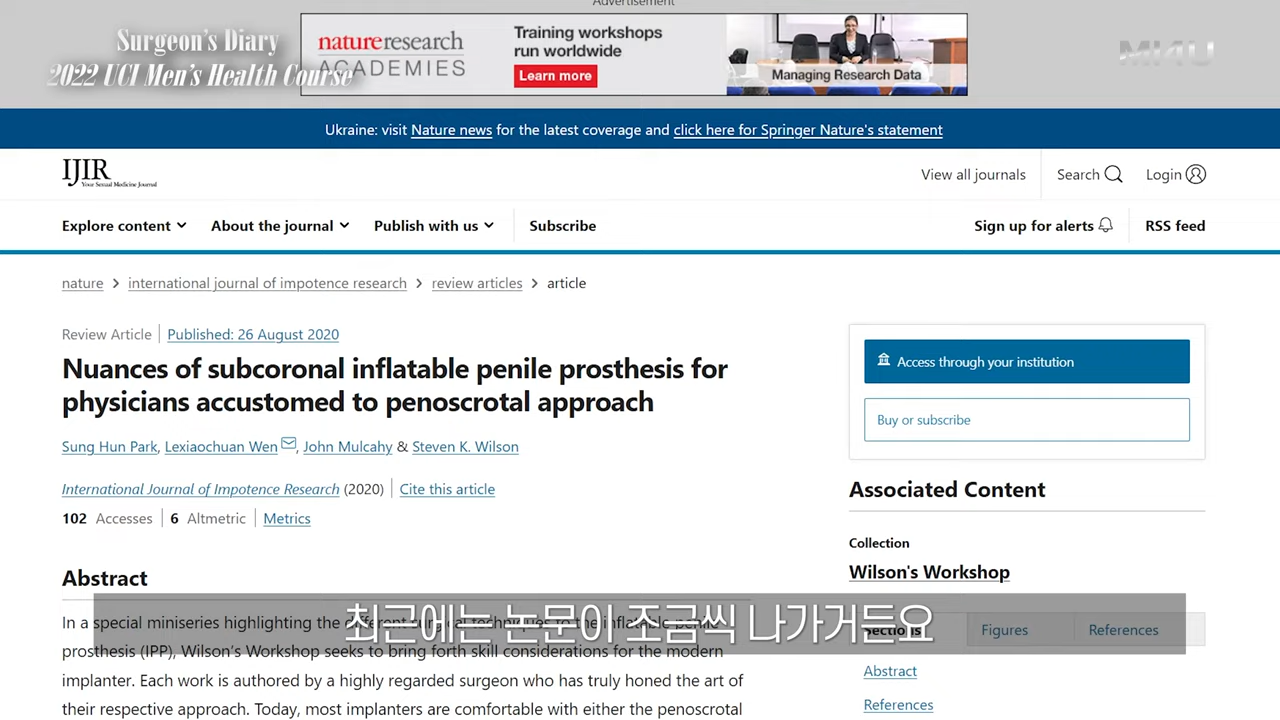 Advertisement
Surgeon's Diary
2022 UCI Men's Health Course
natureresearch
ACADEMIES
Training workshops
run worldwide
Learn more
Managing Research Data
MI4U
Ukraine: visit Nature news for the latest coverage and click here for Springer Nature's statement
IJIR
Your Sexual Medicine Journal
View all journals
Search
Login
Explore content
About the journal
Publish with us
Subscribe
Sign up for alerts
RSS feed
nature > international journal of impotence research > review articles > article
Review Article | Published: 26 August 2020
Nuances of subcoronal inflatable penile prosthesis for
physicians accustomed to penoscrotal approach
Sung Hun Park, Lexiaochuan Wen, John Mulcahy & Steven K. Wilson
International Journal of Impotence Research (2020) | Cite this article
102 Accesses | 6 Altmetric | Metrics
Abstract
In a special miniseries highlighting the different surgical techniques to the inflatable penile
prosthesis (IPP), Wilson's Workshop seeks to bring forth skill considerations for the modern
implanter. Each work is authored by a highly regarded surgeon who has truly honed the art of
their respective approach. Today, most implanters are comfortable with either the penoscrotal
Access through your institution
Buy or subscribe
Associated Content
Collection
Wilson's Workshop
Sections
Figures
References
Abstract
References
최근에는 논문이 조금씩 나가거든요